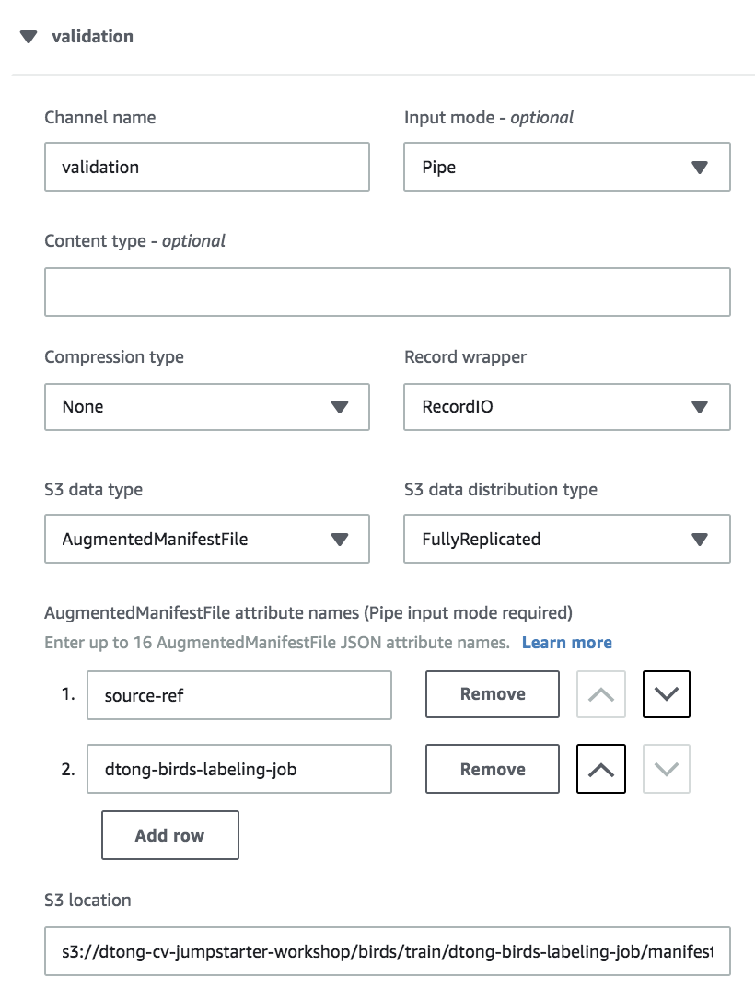 validation
Channel name
Input mode - optional
validation
Pipe
Content type - optional
Compression type
Record wrapper
None
RecordIO
S3 data type
S3 data distribution type
AugmentedManifestFile
FullyReplicated
AugmentedManifestFile attribute names (Pipe input mode required)
Enter up to 16 AugmentedManifestFile JSON attribute names. Learn more
1. source-ref Remove
2. dtong-birds-labeling-job Remove
Add row
S3 location
s3://dtong-cv-jumpstarter-workshop/birds/train/dtong-birds-labeling-job/manifest